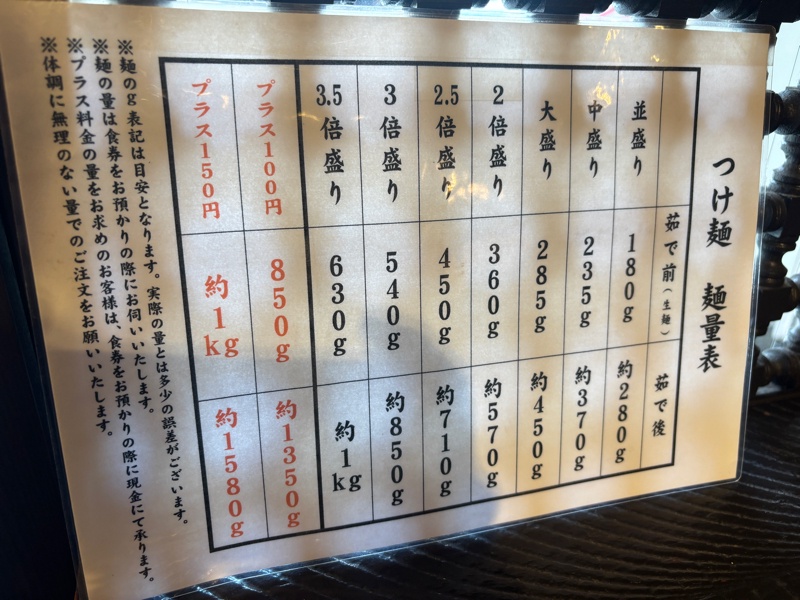 つけ麺 麺量表
茹で前(生麺) 茹で後
並盛り 180g 約280g
中盛り 235g 約370g
大盛り 285g 約450g
2倍盛り 360g 約570g
2.5倍盛り 450g 約710g
3倍盛り 540g 約850g
3.5倍盛り 630g 約1kg
プラス100円 850g 約1350g
プラス150円 約1kg 約1580g
※麺のg表記は目安となります。実際の量とは多少の誤差がございます。
※麺の量は食券をお預かりの際にお伺いいたします。
※プラス料金の量をお求めのお客様は、食券をお預かりの際に現金にて承ります。
※体調に無理のない量でのご注文をお願いいたします。